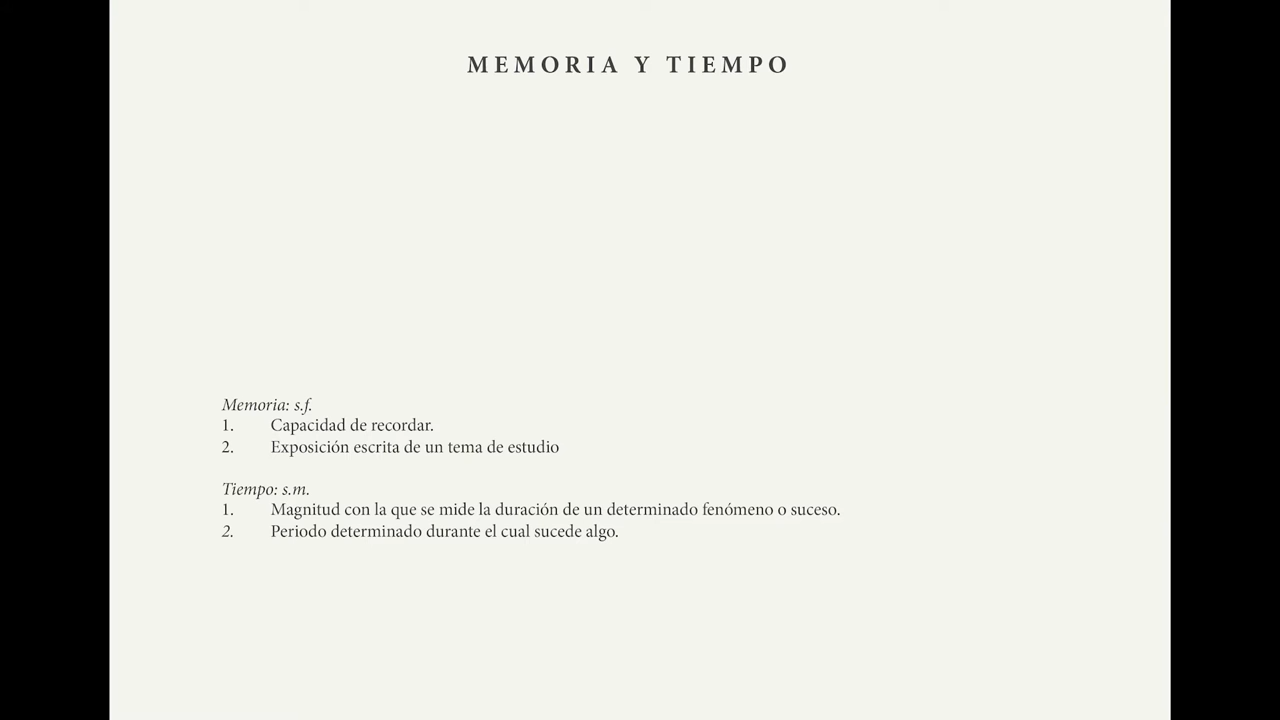 MEMORIA Y TIEMPO
Memoria: s.f.
1. Capacidad de recordar.
2. Exposición escrita de un tema de estudio
Tiempo: s.m.
1. Magnitud con la que se mide la duración de un determinado fenómeno o suceso.
2. Periodo determinado durante el cual sucede algo.